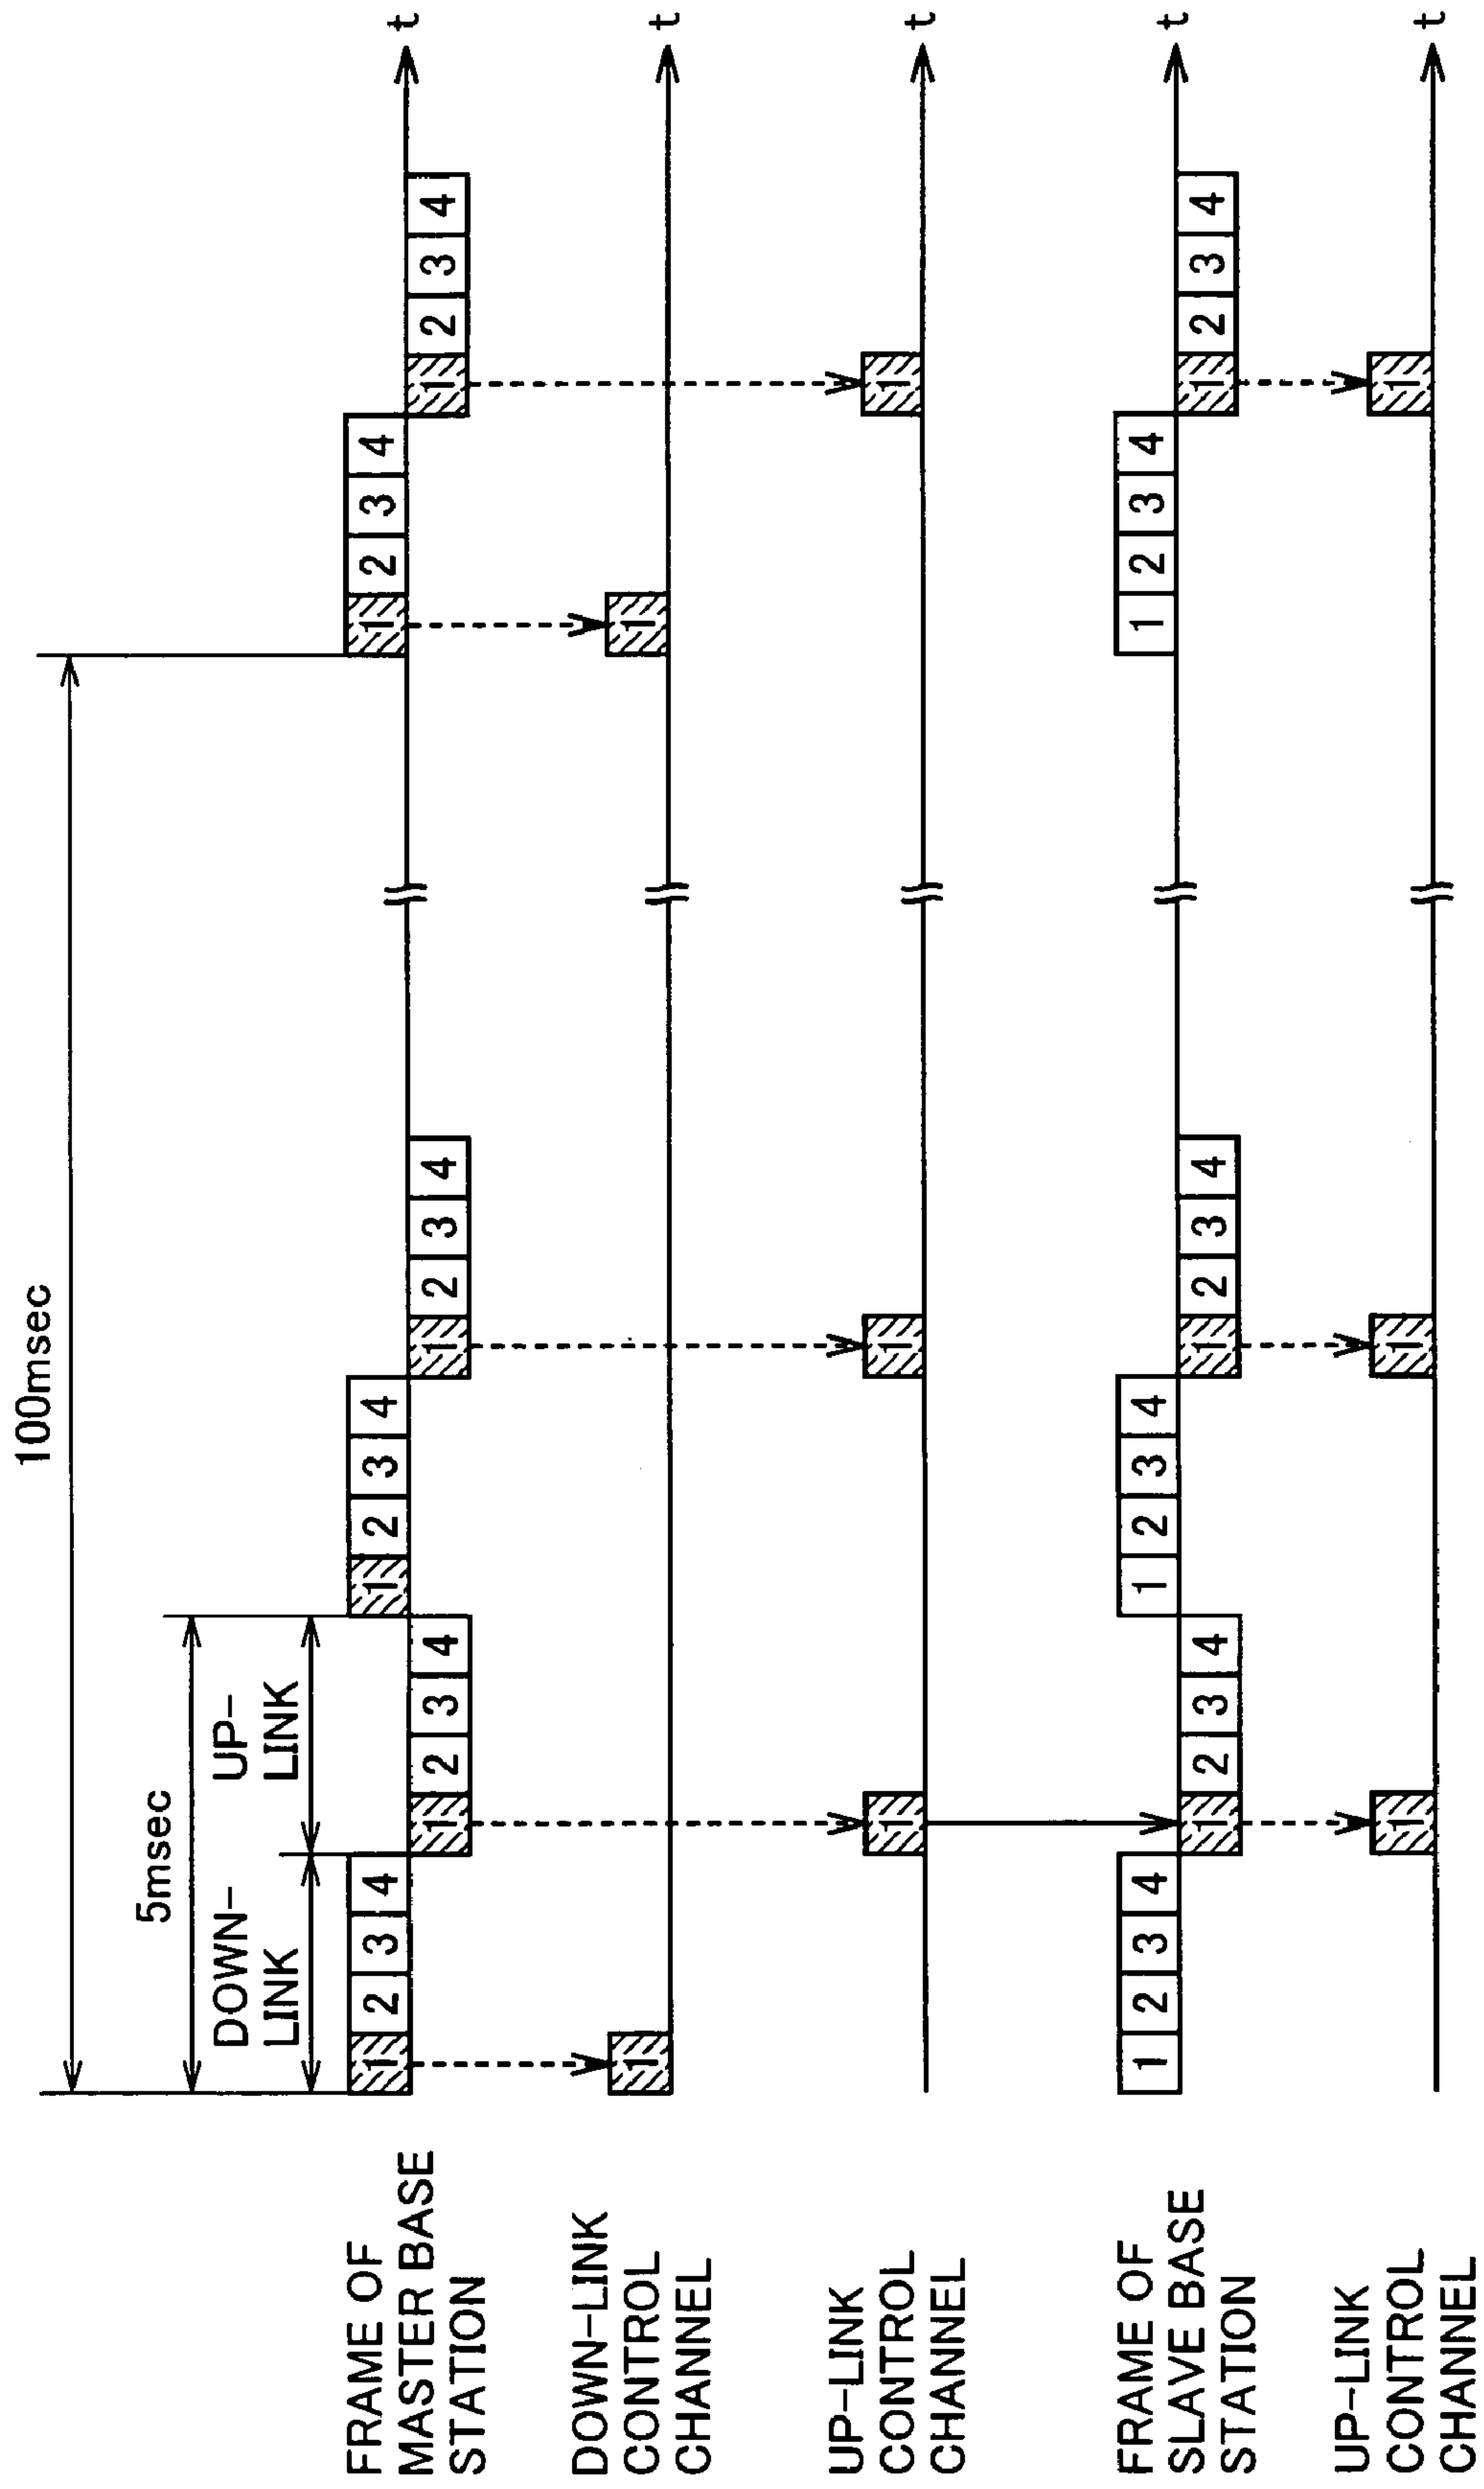 100msec
5msec
DOWN-
LINK
UP-
LINK
FRAME OF
MASTER BASE
STATION
1 2 3 4 1 2 3 4 1 2 3 4 1 2 3 4 1 2 3 4 1 2 3 4 t
DOWN-LINK
CONTROL
CHANNEL
1 1 t
UP-LINK
CONTROL
CHANNEL
1 1 1 t
FRAME OF
SLAVE BASE
STATION
1 2 3 4 1 2 3 4 1 2 3 4 1 2 3 4 1 2 3 4 1 2 3 4 t
UP-LINK
CONTROL
CHANNEL
1 1 1 t